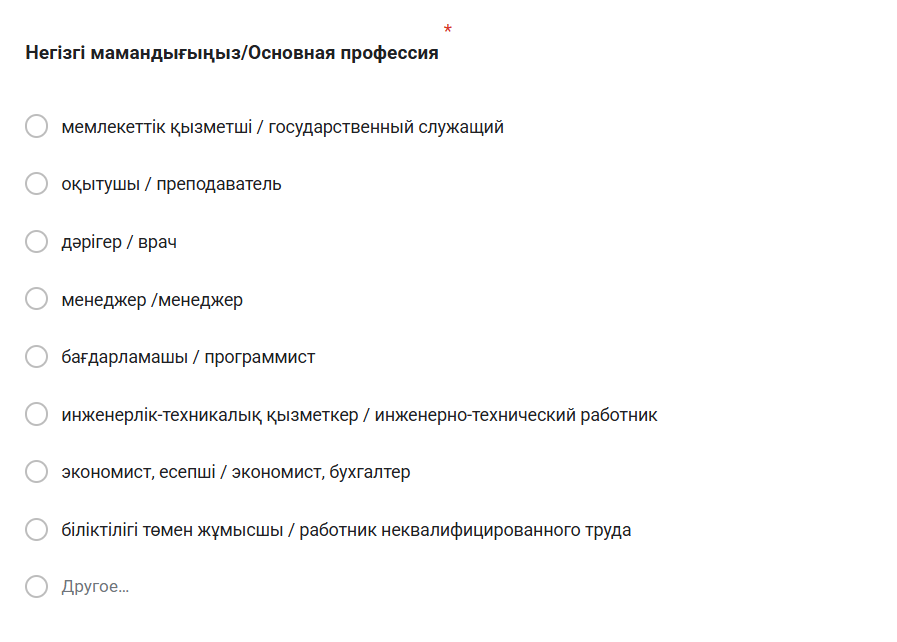 *
Негізгі мамандығыңыз/Основная профессия
мемлекеттік қызметші / государственный служащий
оқытушы / преподаватель
дәрігер / врач
менеджер /менеджер
бағдарламашы / программист
инженерлік-техникалық қызметкер / инженерно-технический работник
экономист, есепші / экономист, бухгалтер
біліктілігі төмен жұмысшы / работник неквалифицированного труда
Другое…